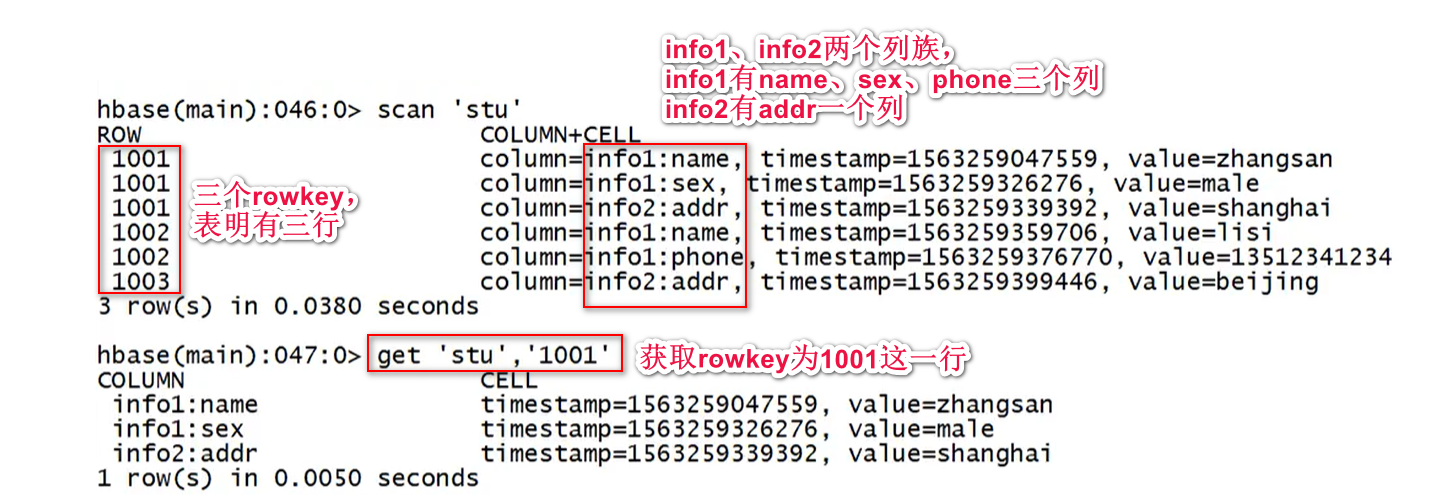 info1、info2两个列族，
info1有name、sex、phone三个列
info2有addr一个列
hbase(main):046:0> scan 'stu'
ROW COLUMN+CELL
1001 column=info1:name, timestamp=1563259047559, value=zhangsan
1001 column=info1:sex, timestamp=1563259326276, value=male
1001 column=info2:addr, timestamp=1563259339392, value=shanghai
1002 column=info1:name, timestamp=1563259359706, value=lisi
1002 column=info1:phone, timestamp=1563259376770, value=13512341234
1003 column=info2:addr, timestamp=1563259399446, value=beijing
三个rowkey，
表明有三行
3 row(s) in 0.0380 seconds
hbase(main):047:0> get 'stu','1001'
获取rowkey为1001这一行
COLUMN CELL
info1:name timestamp=1563259047559, value=zhangsan
info1:sex timestamp=1563259326276, value=male
info2:addr timestamp=1563259339392, value=shanghai
1 row(s) in 0.0050 seconds